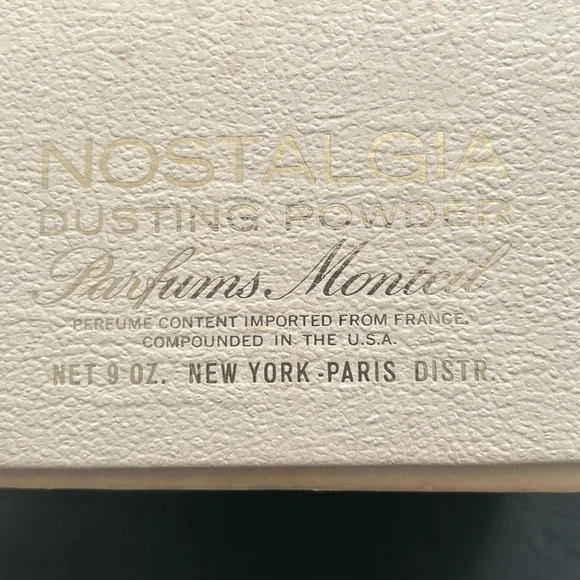 NOSTALGIA
DUSTING POWDER
Parfums Monteil
PERFUME CONTENT IMPORTED FROM FRANCE.
COMPOUNDED IN THE U.S.A.
NET 9 OZ. NEW YORK-PARIS DISTR.